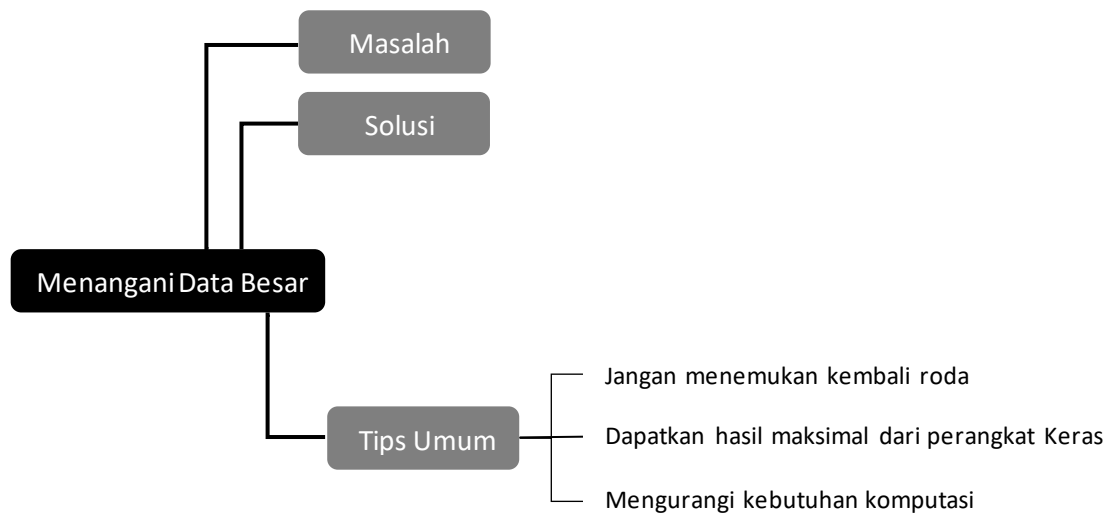 Masalah
Solusi
Menangani Data Besar
Tips Umum
Jangan menemukan kembali roda
Dapatkan hasil maksimal dari perangkat Keras
Mengurangi kebutuhan komputasi